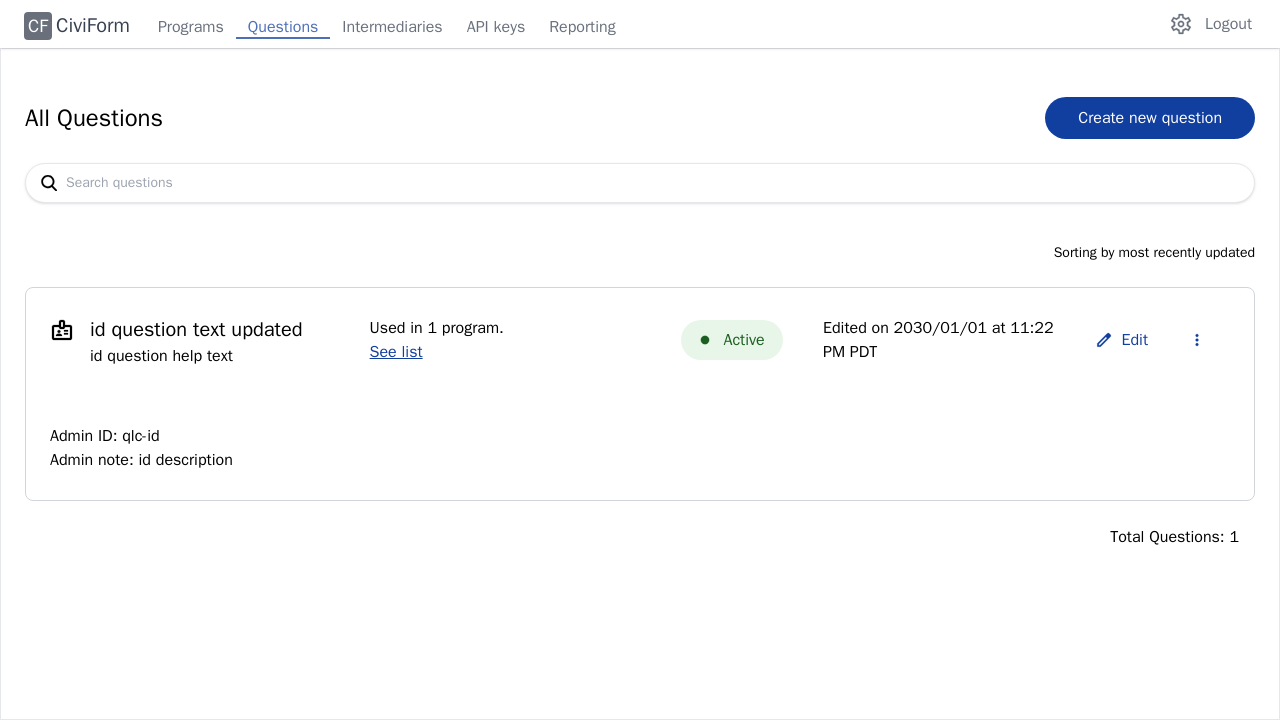 CF CiviForm Programs Questions Intermediaries API keys Reporting Logout
All Questions Create new question
Search questions
Sorting by most recently updated
id question text updated
id question help text
Used in 1 program.
See list
Active
Edited on 2030/01/01 at 11:22
PM PDT
Edit
Admin ID: qlc-id
Admin note: id description
Total Questions: 1